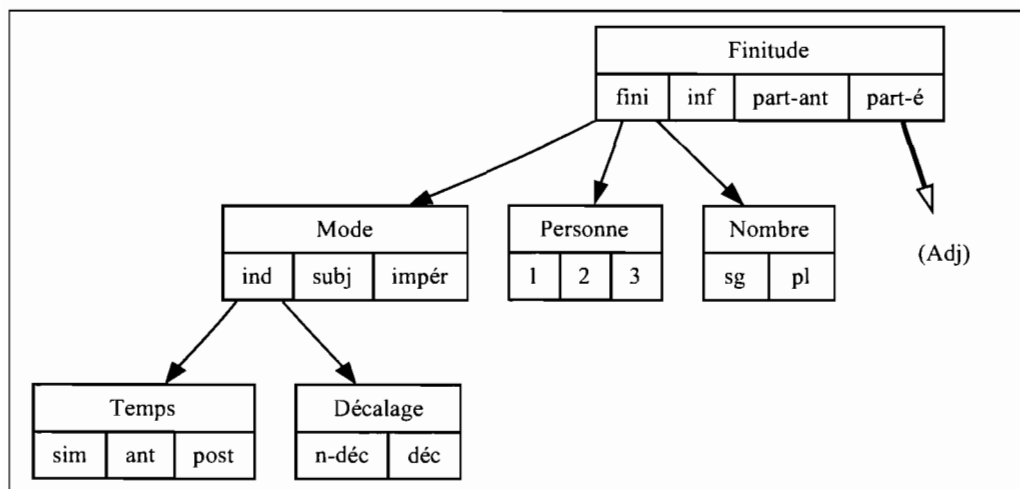 Finitude
fini inf part-ant part-é
Mode Personne Nombre
ind subj impér 1 2 3 sg pl (Adj)
Temps Décalage
sim ant post n-déc déc